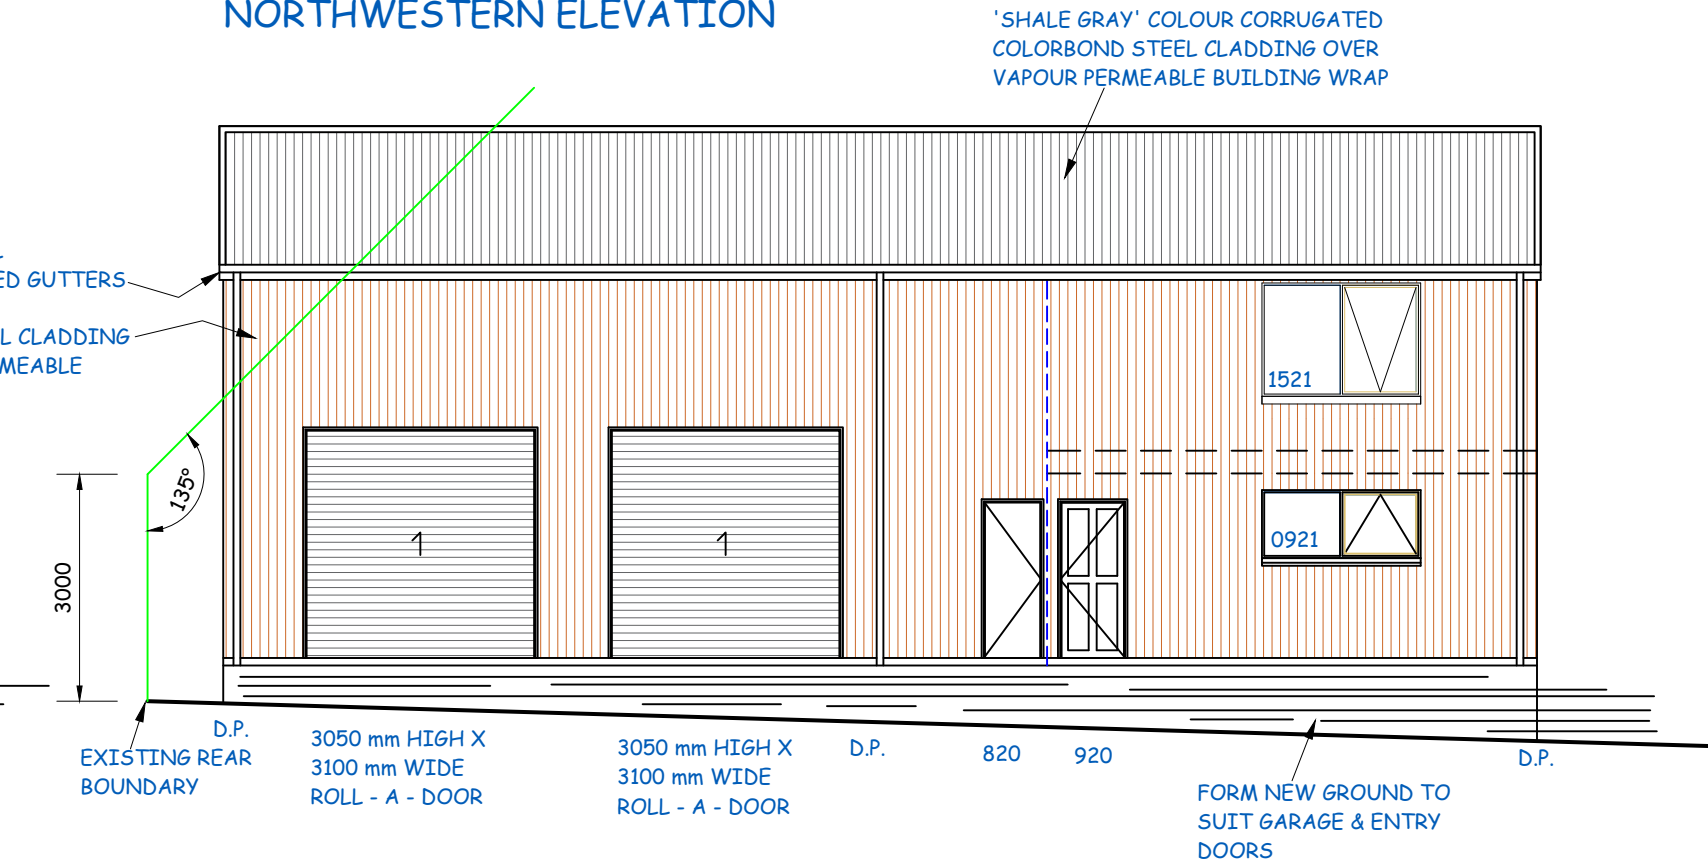 NORTHWESTERN ELEVATION
'SHALE GRAY' COLOUR CORRUGATED
COLORBOND STEEL CLADDING OVER
VAPOUR PERMEABLE BUILDING WRAP
GUTTERS
CLADDING
1521
0921
135°
3000
1
1
D.P.
EXISTING REAR
BOUNDARY
3050 mm HIGH X
3100 mm WIDE
ROLL - A - DOOR
3050 mm HIGH X
3100 mm WIDE
ROLL - A - DOOR
D.P.
820
920
D.P.
FORM NEW GROUND TO
SUIT GARAGE & ENTRY
DOORS